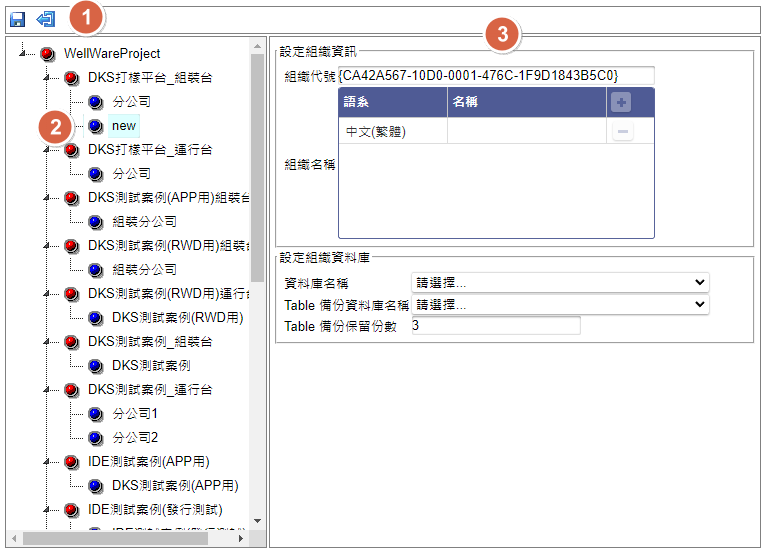 1
3
WellWareProject
DKS打樣平台_組裝台
分公司
2
new
DKS打樣平台_運行台
分公司
DKS測試案例(APP用)組裝台
組裝分公司
DKS測試案例(RWD用)組裝台
組裝分公司
DKS測試案例(RWD用)運行台
DKS測試案例(RWD用)
DKS測試案例_組裝台
DKS測試案例
DKS測試案例_運行台
分公司1
分公司2
IDE測試案例(APP用)
DKS測試案例(APP用)
IDE測試案例(發行測試)
設定組織資訊
組織代號 {CA42A567-10D0-0001-476C-1F9D1843B5C0}
語系 名稱 +
中文(繁體) −
組織名稱
設定組織資料庫
資料庫名稱 請選擇...
Table 備份資料庫名稱 請選擇...
Table 備份保留份數 3